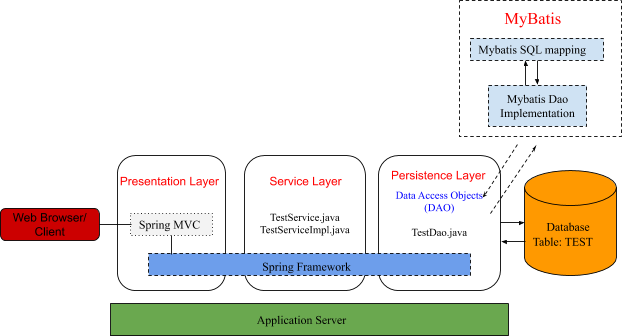 MyBatis
Mybatis SQL mapping
Mybatis Dao
Implementation
Presentation Layer
Service Layer
Persistence Layer
Data Access Objects
(DAO)
Web Browser/
Client
Spring MVC
TestService.java
TestServiceImpl.java
TestDao.java
Database
Table: TEST
Spring Framework
Application Server